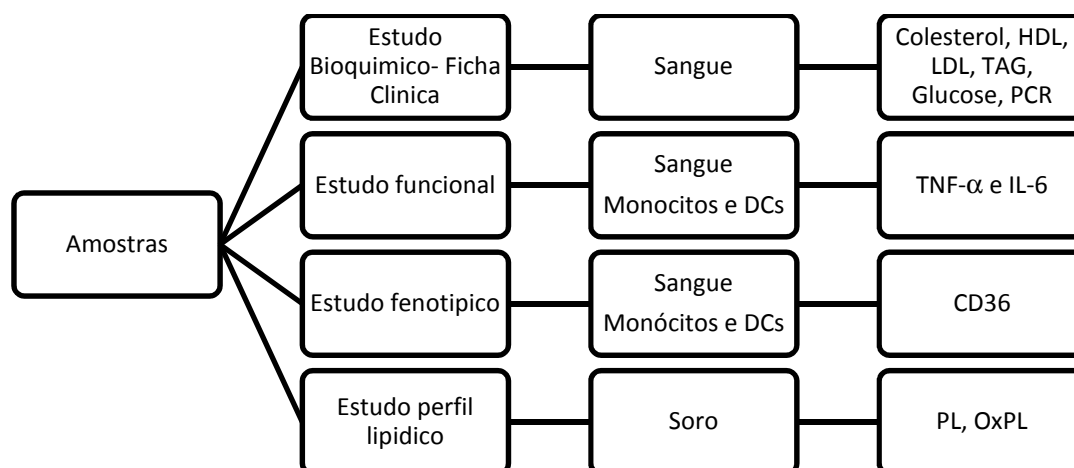 Amostras
Estudo
Bioquimico- Ficha
Clinica
Sangue
Colesterol, HDL,
LDL, TAG,
Glucose, PCR
Estudo funcional
Sangue
Monocitos e DCs
TNF-α e IL-6
Estudo fenotipico
Sangue
Monócitos e DCs
CD36
Estudo perfil
lipidico
Soro
PL, OxPL